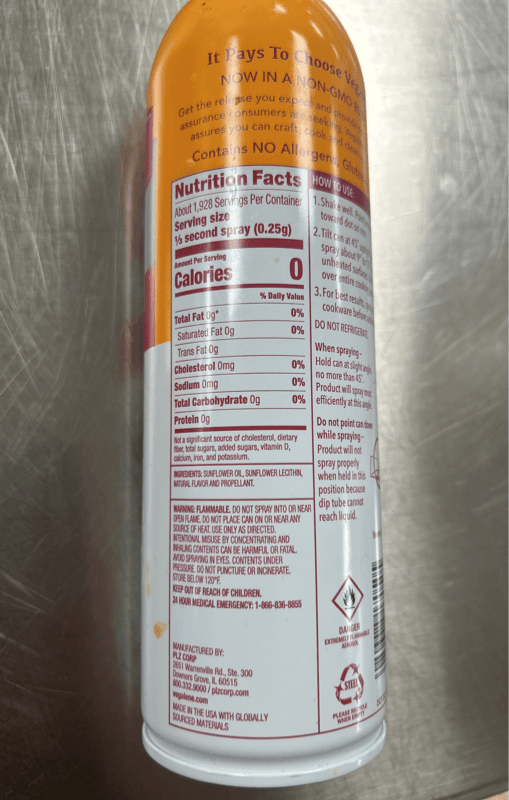 It Pays To Choose
NOW IN A NON-GMO
Get the release you expect and
assurance consumers are seeking.
assures you can craft, cook and
Contains NO Allergens,
Nutrition Facts
About 1,928 Servings Per Container
Serving size
⅓ second spray (0.25g)
Amount Per Serving
Calories 0
% Daily Value
Total Fat 0g* 0%
Saturated Fat 0g 0%
Trans Fat 0g
Cholesterol 0mg 0%
Sodium 0mg 0%
Total Carbohydrate 0g 0%
Protein 0g
Not a significant source of cholesterol, dietary
fiber, total sugars, added sugars, vitamin D,
calcium, iron, and potassium.
INGREDIENTS: SUNFLOWER OIL, SUNFLOWER LECITHIN,
NATURAL FLAVOR AND PROPELLANT.
WARNING: FLAMMABLE. DO NOT SPRAY INTO OR NEAR
OPEN FLAME. DO NOT PLACE CAN ON OR NEAR ANY
SOURCE OF HEAT. USE ONLY AS DIRECTED.
INTENTIONAL MISUSE BY CONCENTRATING AND
INHALING CONTENTS CAN BE HARMFUL OR FATAL.
AVOID SPRAYING IN EYES. CONTENTS UNDER
PRESSURE. DO NOT PUNCTURE OR INCINERATE.
STORE BELOW 120°F.
KEEP OUT OF REACH OF CHILDREN.
24 HOUR MEDICAL EMERGENCY: 1-866-836-8855
MANUFACTURED BY:
PLZ CORP
2651 Warrenville Rd., Ste. 300
Downers Grove, IL 60515
800.332.9000 / plzcorp.com
vegalene.com
MADE IN THE USA WITH GLOBALLY
SOURCED MATERIALS
HOW TO USE:
1. Shake well.
toward dot on
2. Tilt can at 45°
spray about 9"
unheated surface
over entire
3. For best results,
cookware before
DO NOT REFRIGERATE
When spraying-
Hold can at slight angle,
no more than 45°.
Product will spray most
efficiently at this angle.
Do not point can down
while spraying-
Product will not
spray properly
when held in this
position because
dip tube cannot
reach liquid.
DANGER
EXTREMELY FLAMMABLE
AEROSOL
STEEL
PLEASE RECYCLE
WHEN EMPTY